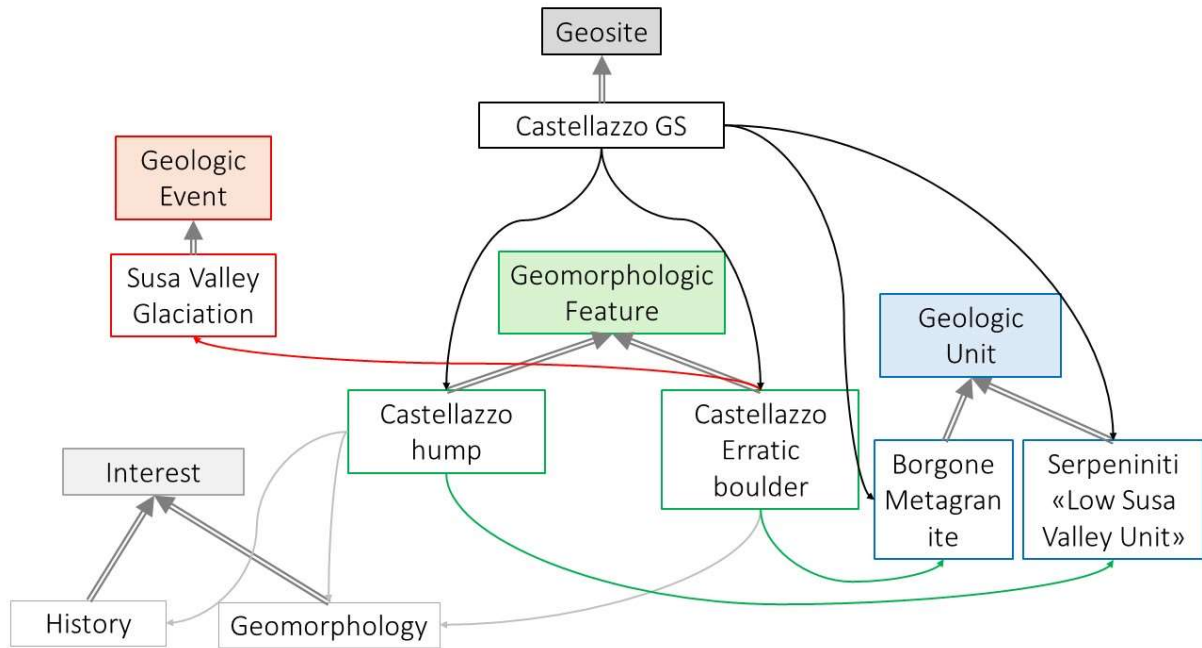 Geosite
Castellazzo GS
Geologic
Event
Susa Valley
Glaciation
Geomorphologic
Feature
Geologic
Unit
Castellazzo
hump
Castellazzo
Erratic
boulder
Borgone
Metagran
ite
Serpeniniti
«Low Susa
Valley Unit»
Interest
History
Geomorphology